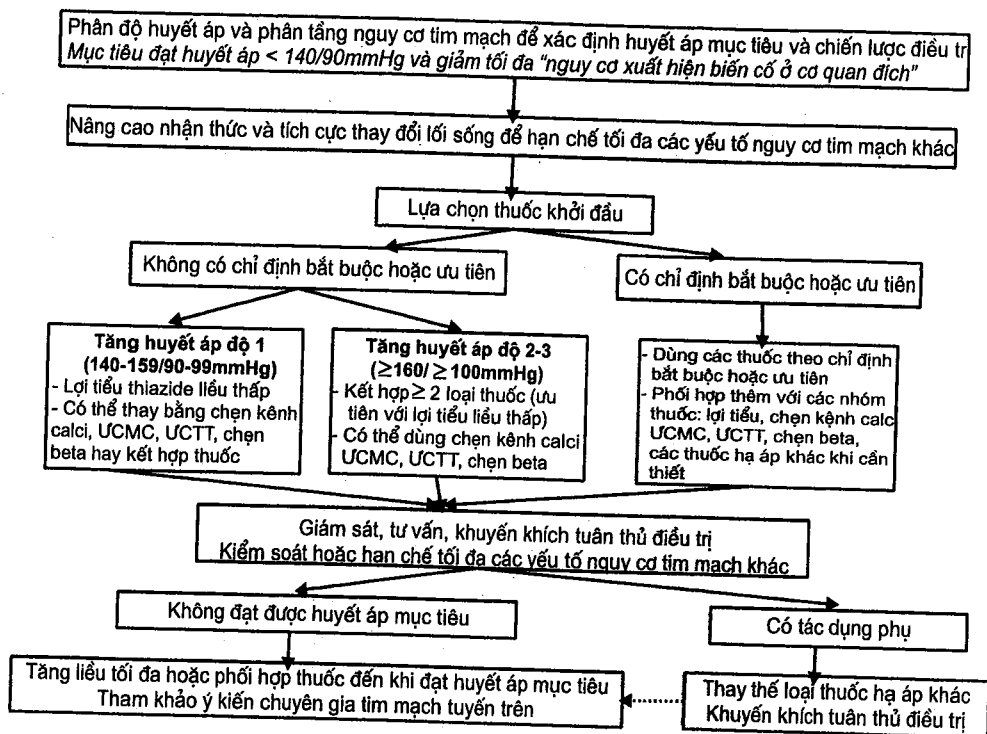 Phân độ huyết áp và phân tầng nguy cơ tim mạch để xác định huyết áp mục tiêu và chiến lược điều trị
Mục tiêu đạt huyết áp < 140/90mmHg và giảm tối đa “nguy cơ xuất hiện biến cố ở cơ quan đích”
Nâng cao nhận thức và tích cực thay đổi lối sống để hạn chế tối đa các yếu tố nguy cơ tim mạch khác
Lựa chọn thuốc khởi đầu
Không có chỉ định bắt buộc hoặc ưu tiên
Có chỉ định bắt buộc hoặc ưu tiên
Tăng huyết áp độ 1
(140-159/90-99mmHg)
- Lợi tiểu thiazide liều thấp
- Có thể thay bằng chẹn kênh
calci, ƯCMC, ƯCTT, chẹn
beta hay kết hợp thuốc
Tăng huyết áp độ 2-3
(≥160/ ≥ 100mmHg)
- Kết hợp ≥ 2 loại thuốc (ưu
tiên với lợi tiểu liều thấp)
- Có thể dùng chẹn kênh calci
ƯCMC, ƯCTT, chẹn beta
- Dùng các thuốc theo chỉ định
bắt buộc hoặc ưu tiên
- Phối hợp thêm với các nhóm
thuốc: lợi tiểu, chẹn kênh calc
ƯCMC, ƯCTT, chẹn beta,
các thuốc hạ áp khác khi cần
thiết
Giám sát, tư vấn, khuyến khích tuân thủ điều trị
Kiểm soát hoặc hạn chế tối đa các yếu tố nguy cơ tim mạch khác
Không đạt được huyết áp mục tiêu
Có tác dụng phụ
Tăng liều tối đa hoặc phối hợp thuốc đến khi đạt huyết áp mục tiêu
Tham khảo ý kiến chuyên gia tim mạch tuyến trên
Thay thế loại thuốc hạ áp khác
Khuyến khích tuân thủ điều trị